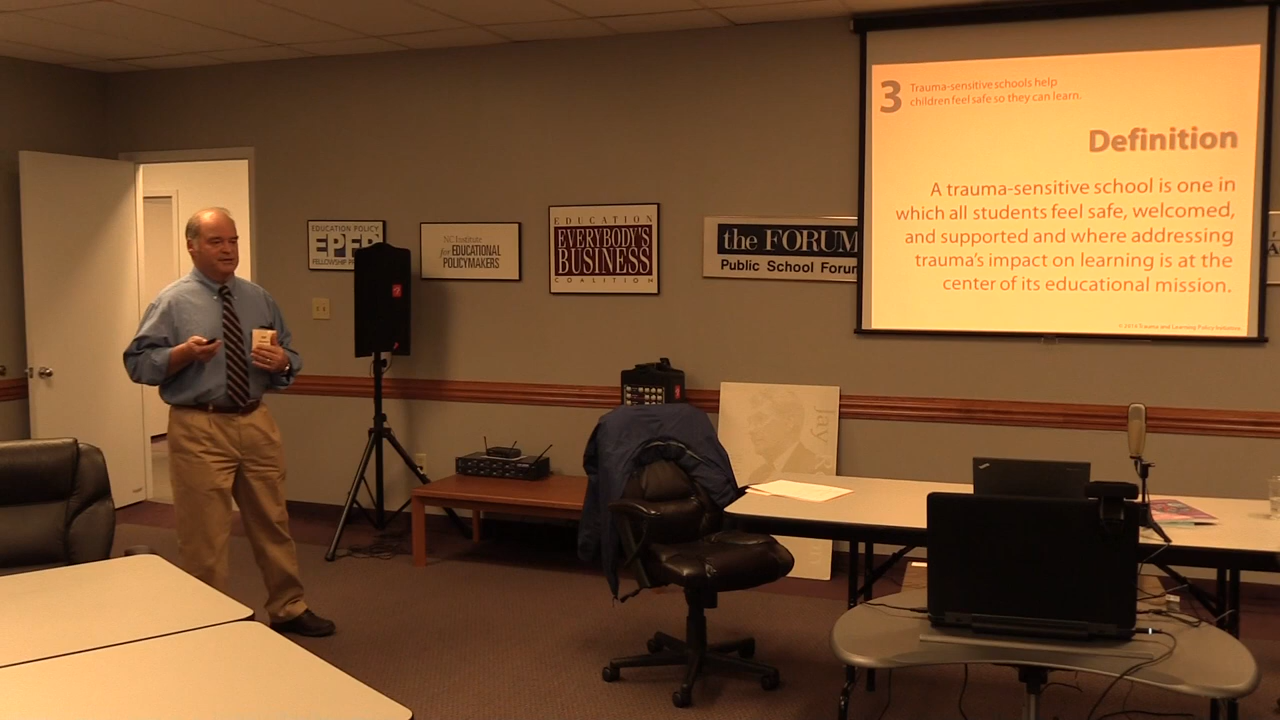 3
Trauma-sensitive schools help
children feel safe so they can learn.
Definition
A trauma-sensitive school is one in
which all students feel safe, welcomed,
and supported and where addressing
trauma's impact on learning is at the
center of its educational mission.
EDUCATION POLICY
EPFP
FELLOWSHIP
NC Institute
for EDUCATIONAL
POLICYMAKERS
EDUCATION
EVERYBODY'S
BUSINESS
COALITION
the FORUM
Public School Forum
Jay